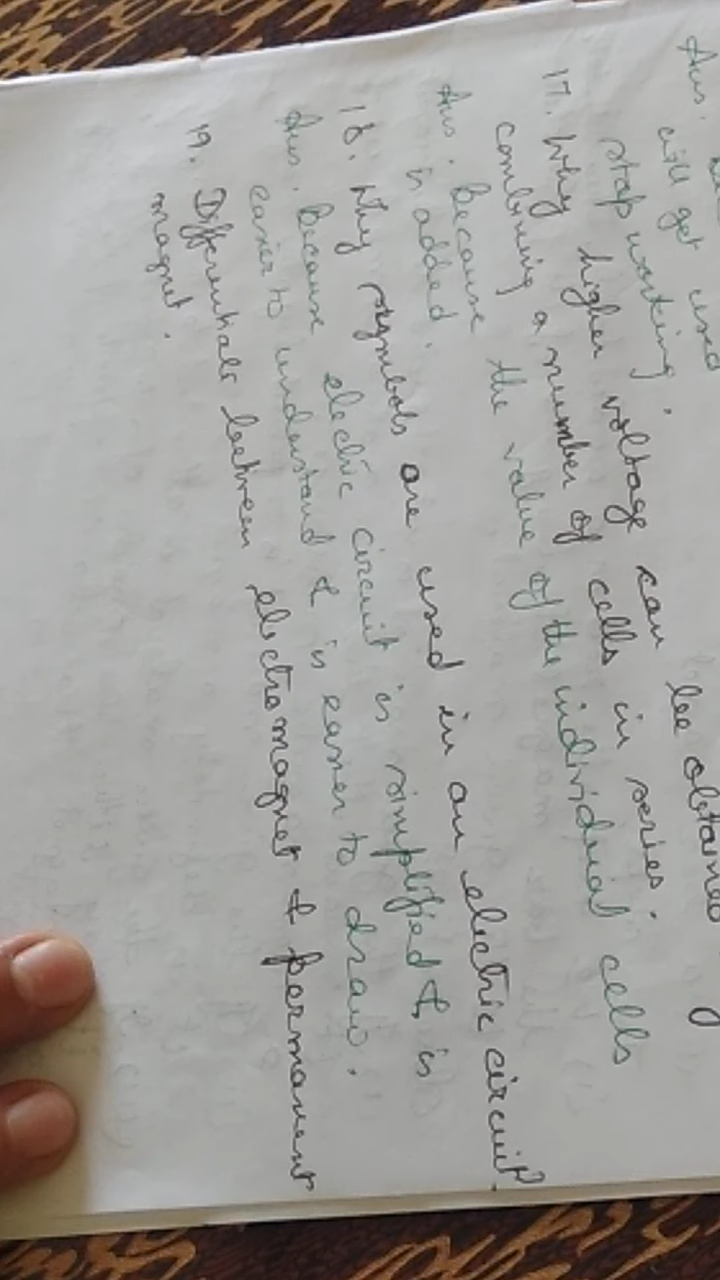 Ans.
will get used
stop working.
17. Why higher voltage can be obtained by
combining a number of cells in series.
Ans. Because the value of the individual cells
is added.
18. Why symbols are used in an electric circuit.
Ans. Because electric circuit is simplified & is
easier to understand & is easier to draw.
19. Differentiate between electromagnet & permanent
magnet.